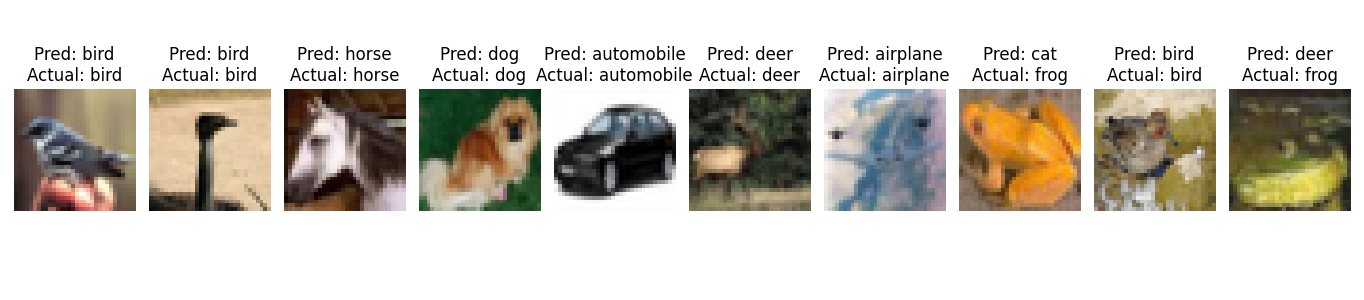 Pred: bird
Actual: bird
Pred: bird
Actual: bird
Pred: horse
Actual: horse
Pred: dog
Actual: dog
Pred: automobile
Actual: automobile
Pred: deer
Actual: deer
Pred: airplane
Actual: airplane
Pred: cat
Actual: frog
Pred: bird
Actual: bird
Pred: deer
Actual: frog